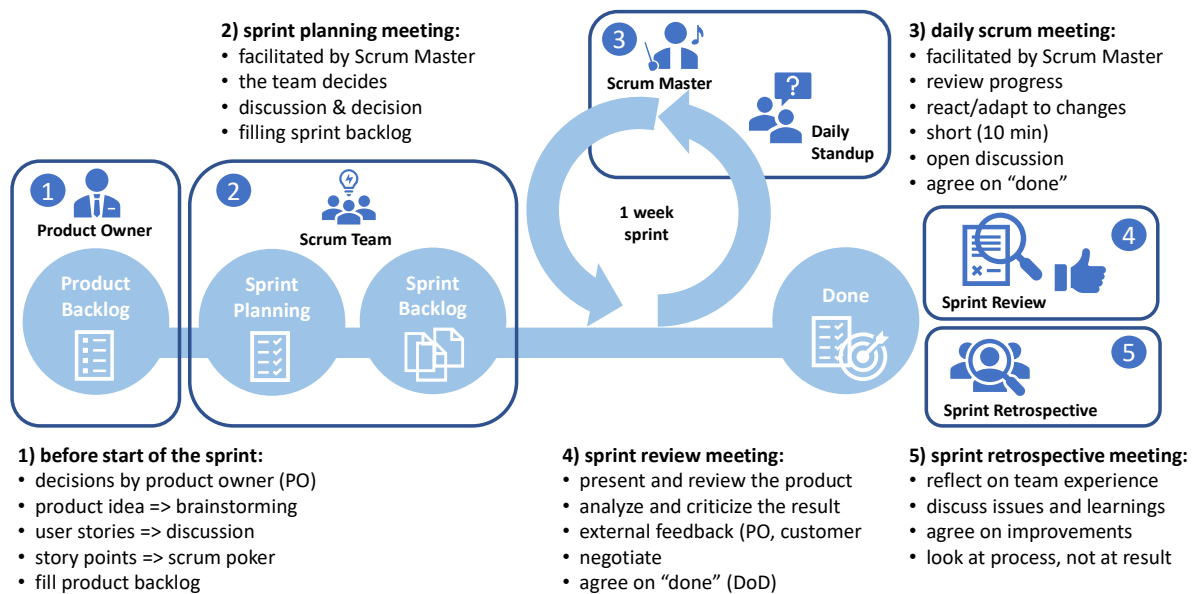 2) sprint planning meeting:
• facilitated by Scrum Master
• the team decides
• discussion & decision
• filling sprint backlog
3
Scrum Master
?
Daily
Standup
3) daily scrum meeting:
• facilitated by Scrum Master
• review progress
• react/adapt to changes
• short (10 min)
• open discussion
• agree on “done”
1
Product Owner
2
Scrum Team
1 week
sprint
Product
Backlog
Sprint
Planning
Sprint
Backlog
Done
4
Sprint Review
5
Sprint Retrospective
1) before start of the sprint:
• decisions by product owner (PO)
• product idea => brainstorming
• user stories => discussion
• story points => scrum poker
• fill product backlog
4) sprint review meeting:
• present and review the product
• analyze and criticize the result
• external feedback (PO, customer
• negotiate
• agree on “done” (DoD)
5) sprint retrospective meeting:
• reflect on team experience
• discuss issues and learnings
• agree on improvements
• look at process, not at result